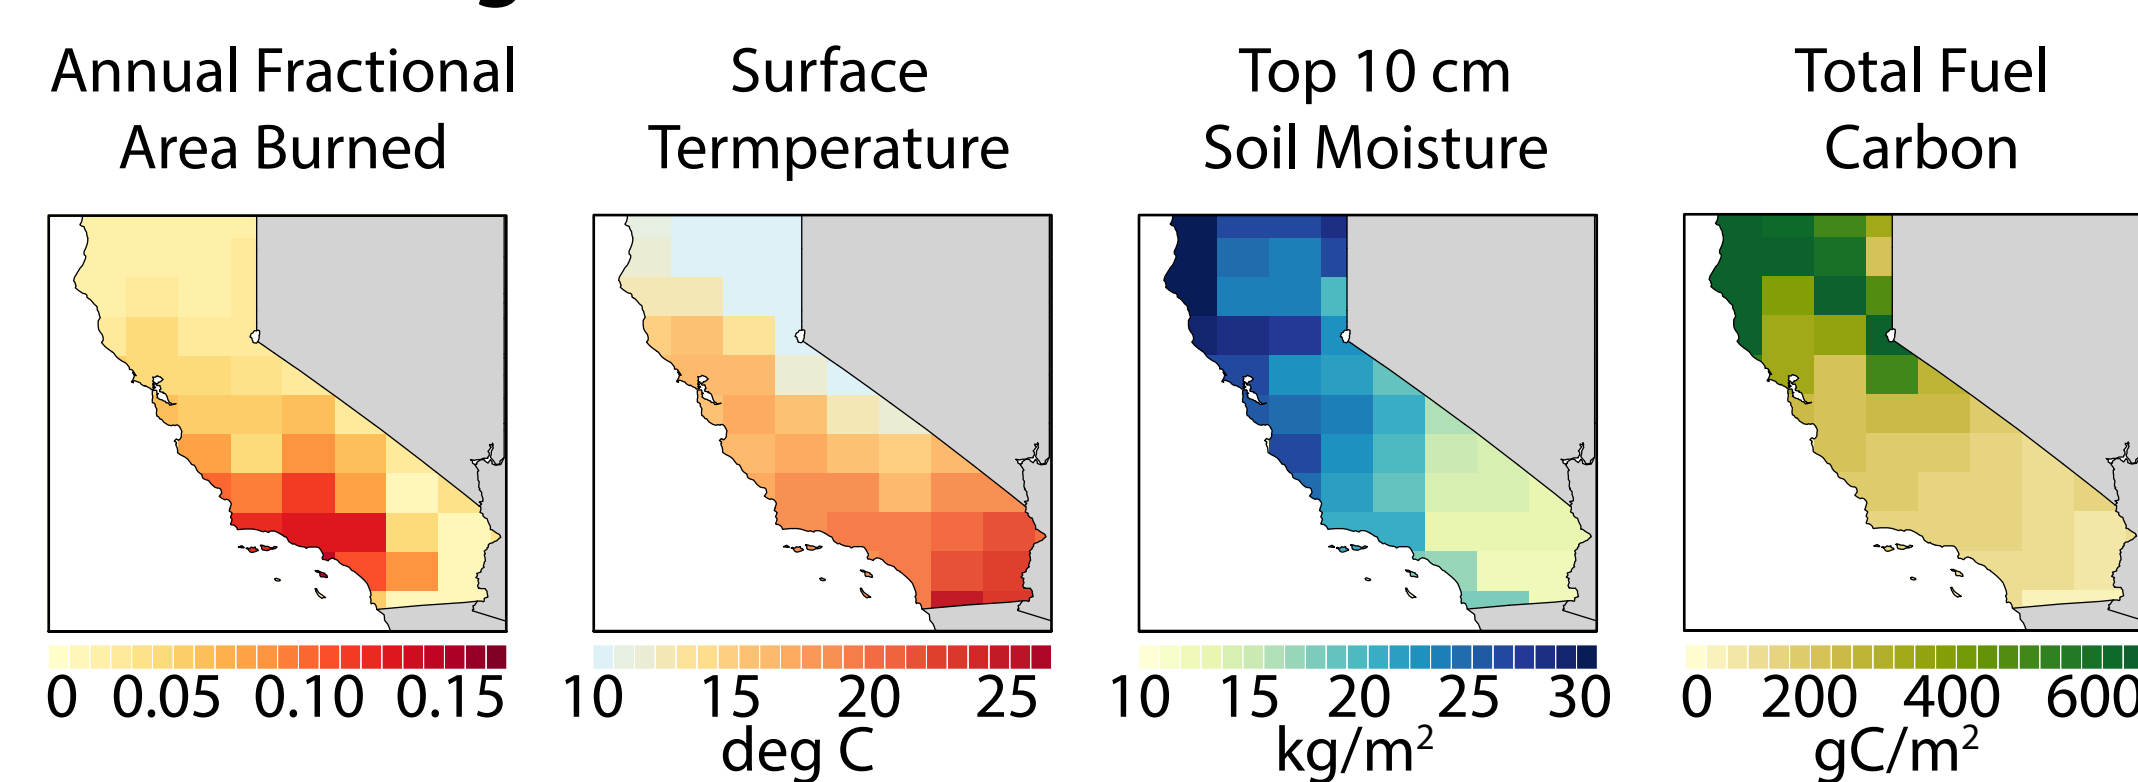 Annual Fractional
Area Burned
Surface
Termperature
Top 10 cm
Soil Moisture
Total Fuel
Carbon
0 0.05 0.10 0.15
10 15 20 25
deg C
10 15 20 25 30
kg/m²
0 200 400 600
gC/m²